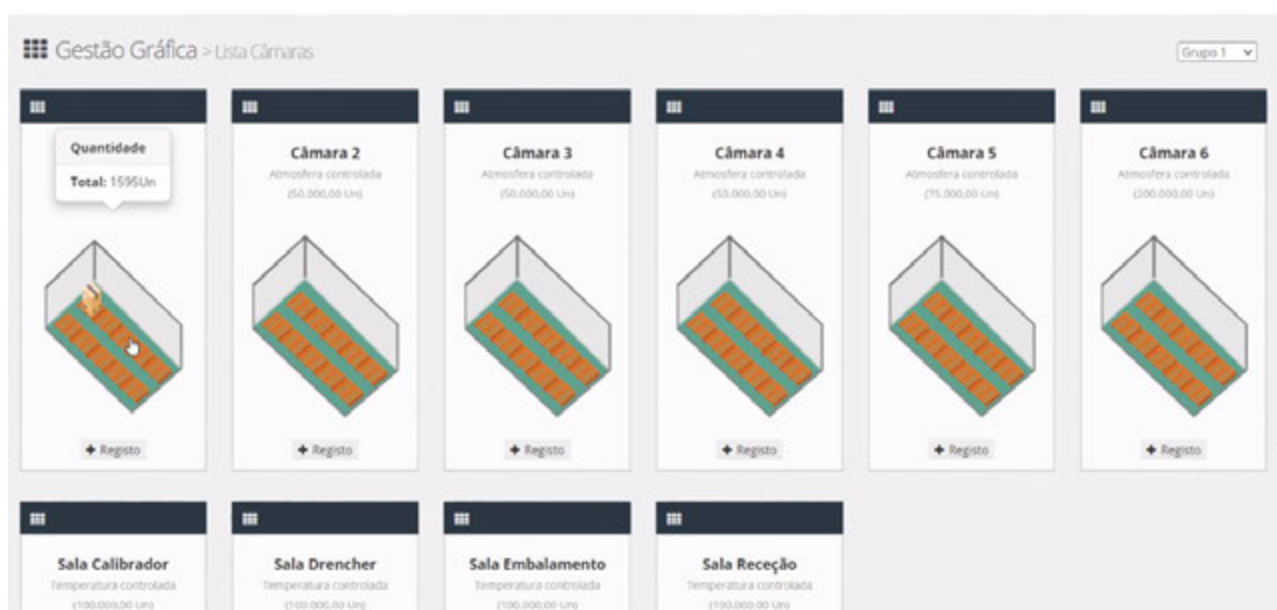 Gestão Gráfica > Lista Câmaras
Grupo 1
Quantidade
Total: 1595Un
Câmara 2
Atmosfera controlada
(50.000,00 Un)
Câmara 3
Atmosfera controlada
(50.000,00 Un)
Câmara 4
Atmosfera controlada
(50.000,00 Un)
Câmara 5
Atmosfera controlada
(75.000,00 Un)
Câmara 6
Atmosfera controlada
(200.000,00 Un)
+ Registo
+ Registo
+ Registo
+ Registo
+ Registo
+ Registo
Sala Calibrador
Temperatura controlada
(100.000,00 Un)
Sala Drencher
Temperatura controlada
(100.000,00 Un)
Sala Embalamento
Temperatura controlada
(100.000,00 Un)
Sala Receção
Temperatura controlada
(100.000,00 Un)